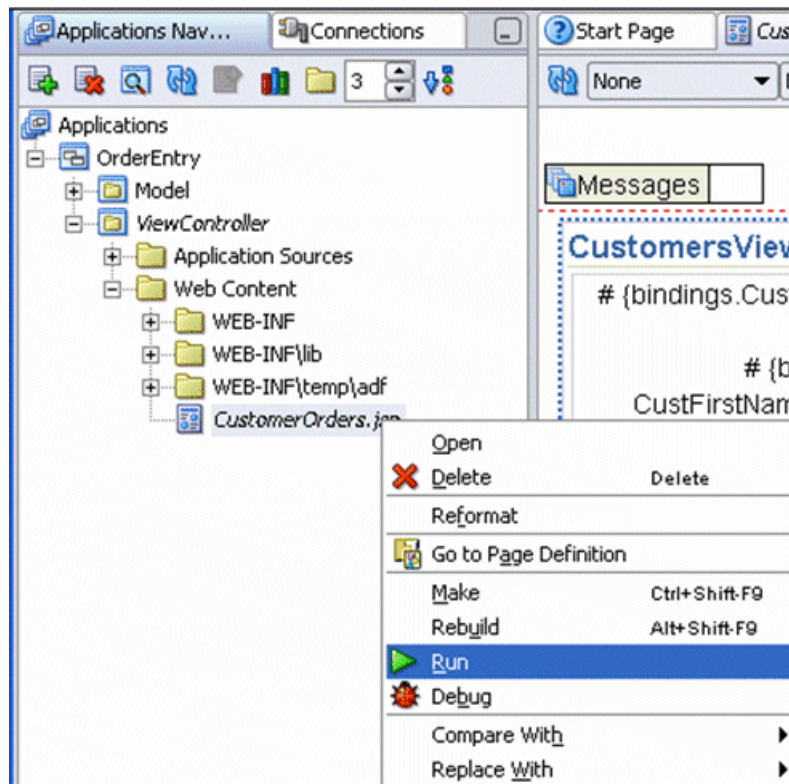 Applications Nav...
Connections
Start Page
Cus
3
None
Applications
OrderEntry
Model
ViewController
Application Sources
Web Content
WEB-INF
WEB-INF\lib
WEB-INF\temp\adf
CustomerOrders.jsp
Messages
CustomersView
# {bindings.Cus
# {b
CustFirstNam
Open
Delete Delete
Reformat
Go to Page Definition
Make Ctrl+Shift-F9
Rebuild Alt+Shift-F9
Run
Debug
Compare With
Replace With